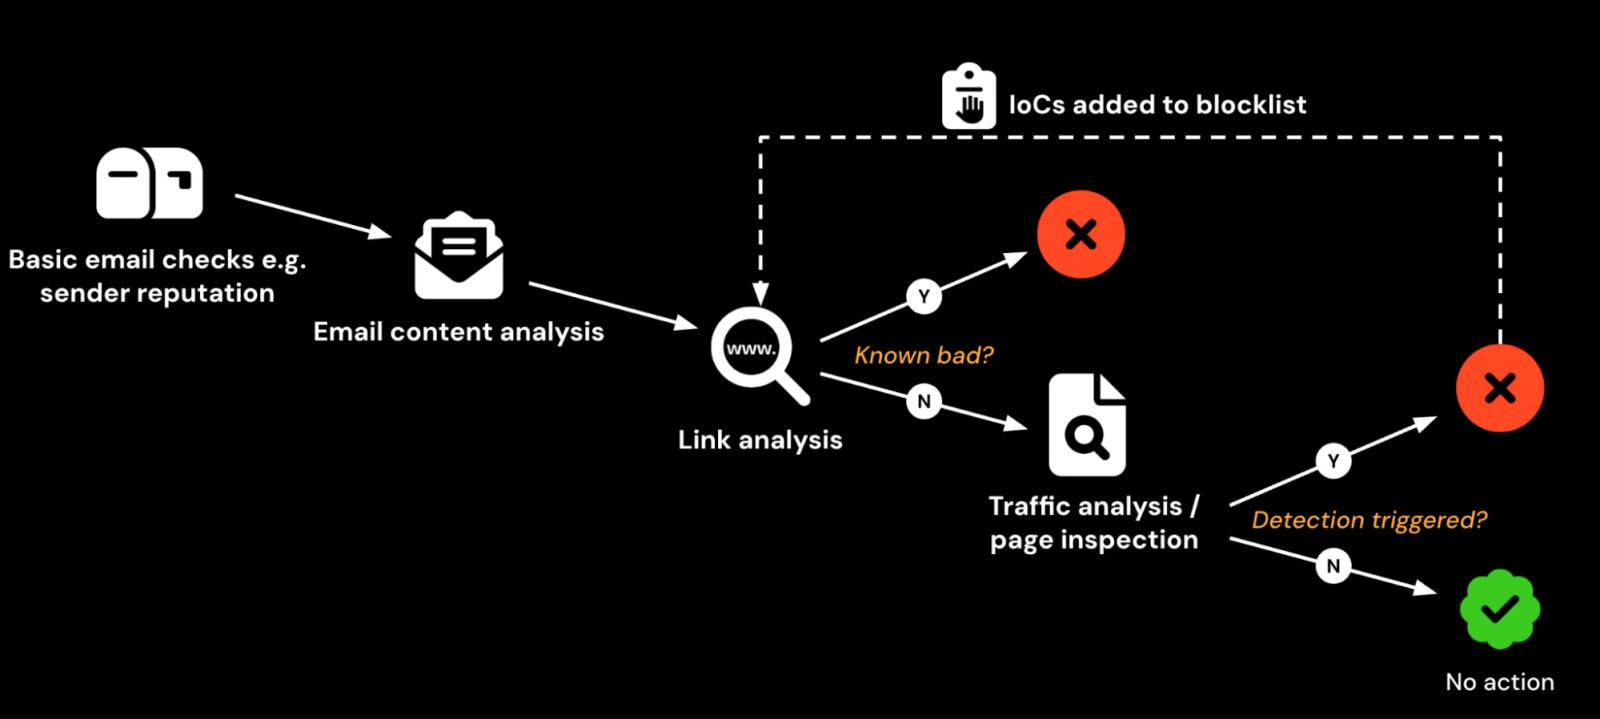 IoCs added to blocklist
Basic email checks e.g.
sender reputation
Email content analysis
www.
Link analysis
Y
Known bad?
N
Traffic analysis /
page inspection
Y
Detection triggered?
N
No action